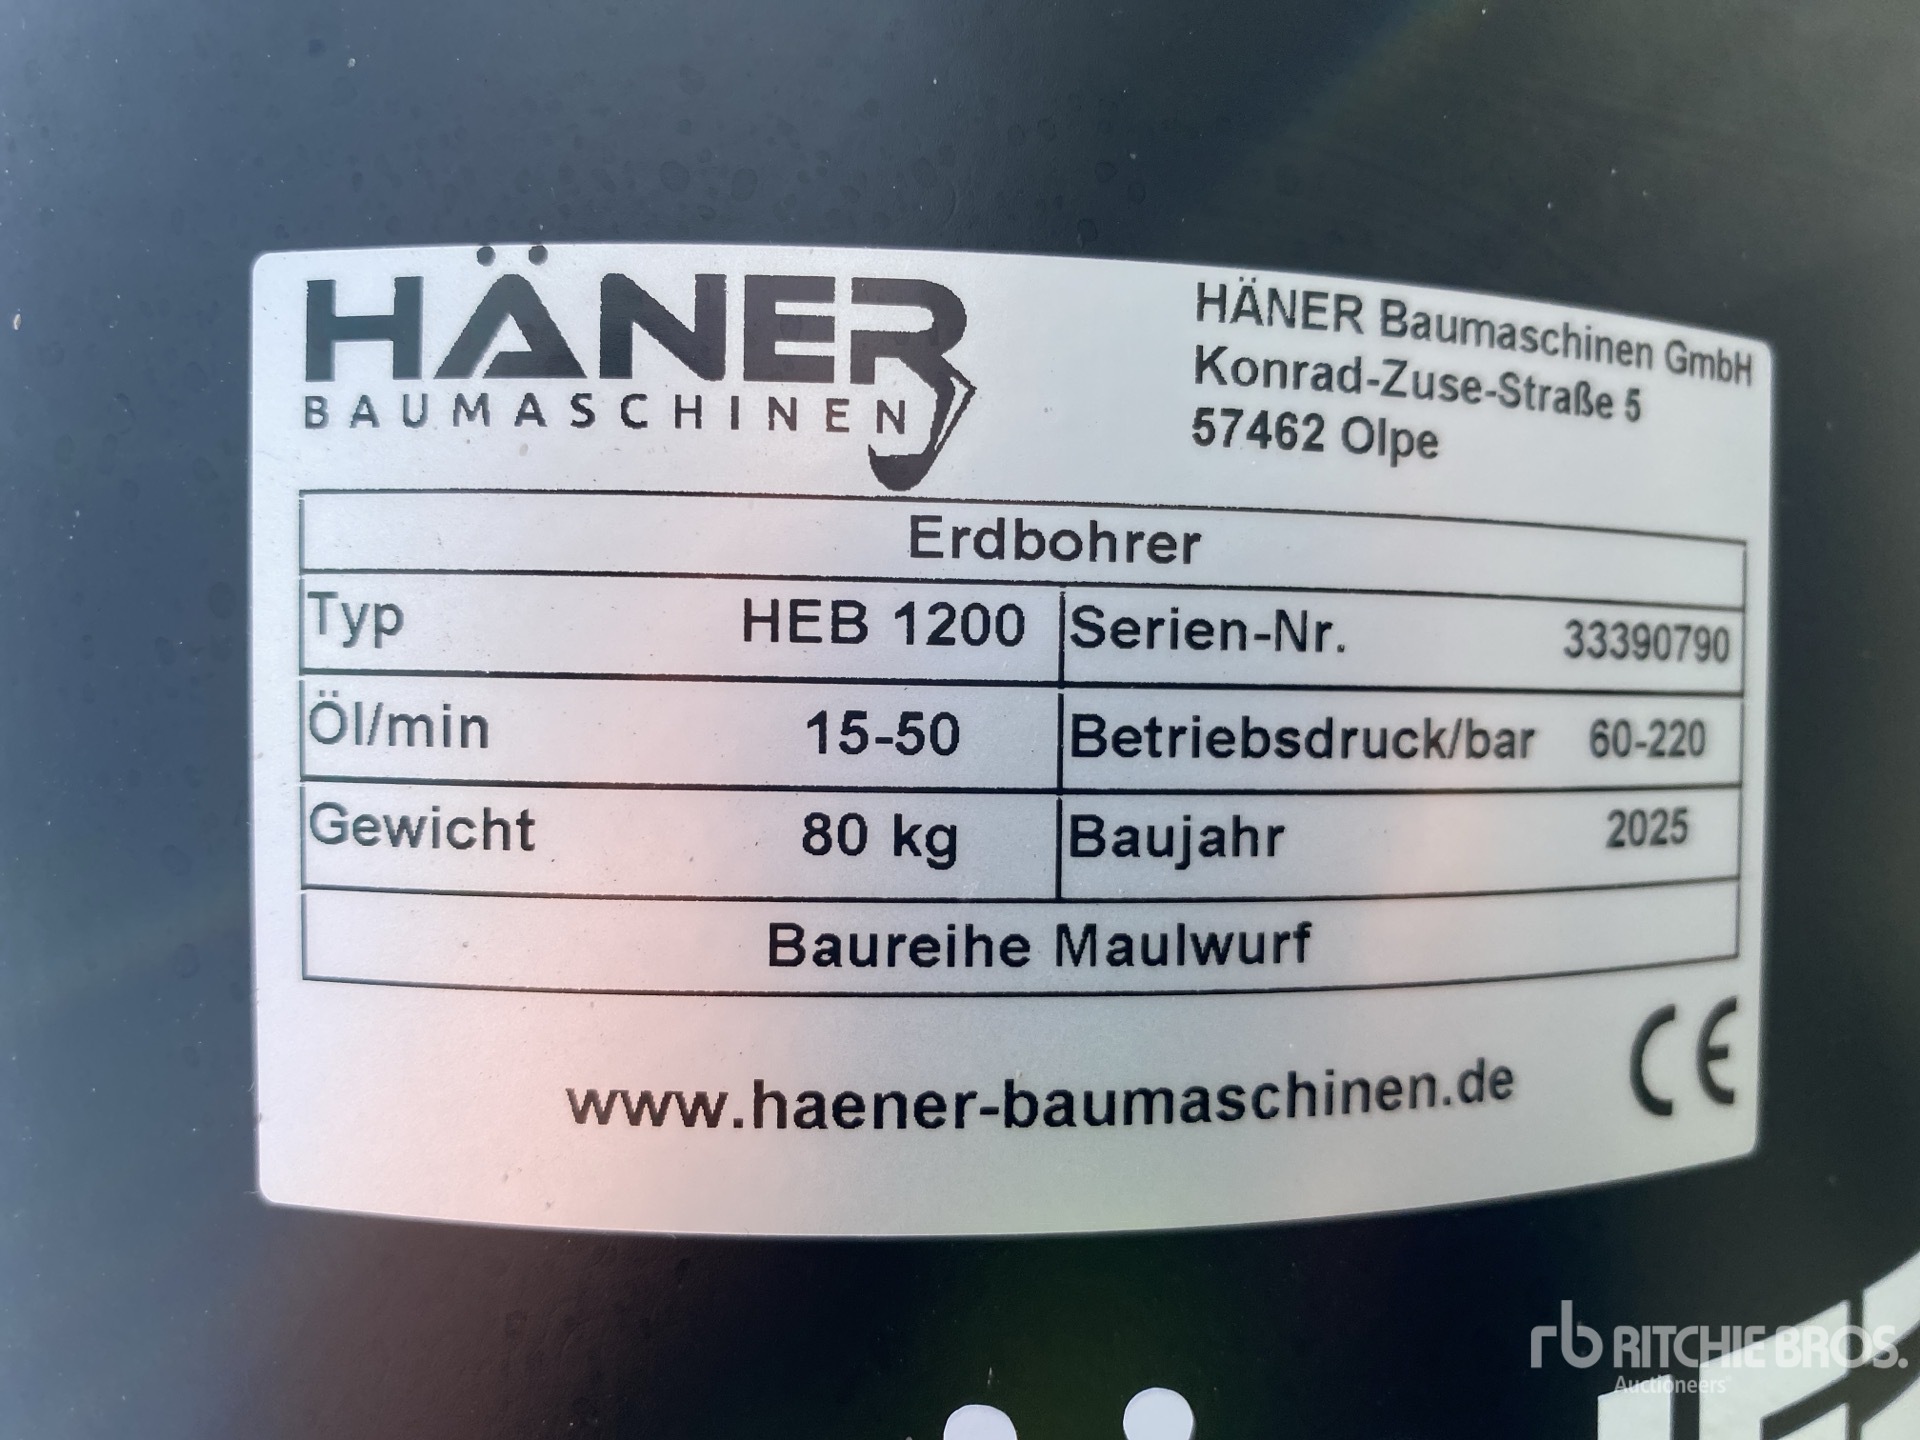 HÄNER
BAUMASCHINEN
HÄNER Baumaschinen GmbH
Konrad-Zuse-Straße 5
57462 Olpe
Erdbohrer
Typ HEB 1200 Serien-Nr. 33390790
Öl/min 15-50 Betriebsdruck/bar 60-220
Gewicht 80 kg Baujahr 2025
Baureihe Maulwurf
www.haener-baumaschinen.de CE
rb RITCHIE BROS.
Auctioneers